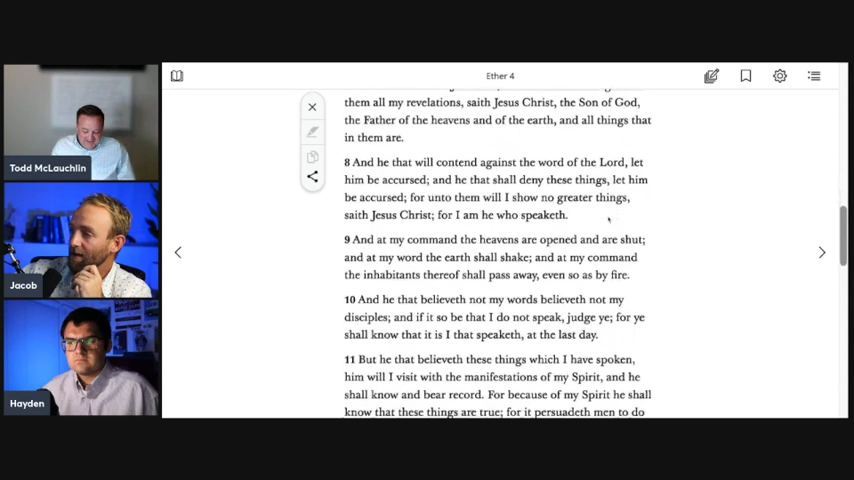 Ether 4
them all my revelations, saith Jesus Christ, the Son of God,
the Father of the heavens and of the earth, and all things that
in them are.
8 And he that will contend against the word of the Lord, let
him be accursed; and he that shall deny these things, let him
be accursed; for unto them will I show no greater things,
saith Jesus Christ; for I am he who speaketh.
9 And at my command the heavens are opened and are shut;
and at my word the earth shall shake; and at my command
the inhabitants thereof shall pass away, even so as by fire.
10 And he that believeth not my words believeth not my
disciples; and if it so be that I do not speak, judge ye; for ye
shall know that it is I that speaketh, at the last day.
11 But he that believeth these things which I have spoken,
him will I visit with the manifestations of my Spirit, and he
shall know and bear record. For because of my Spirit he shall
know that these things are true; for it persuadeth men to do
Todd McLauchlin
Jacob
Hayden